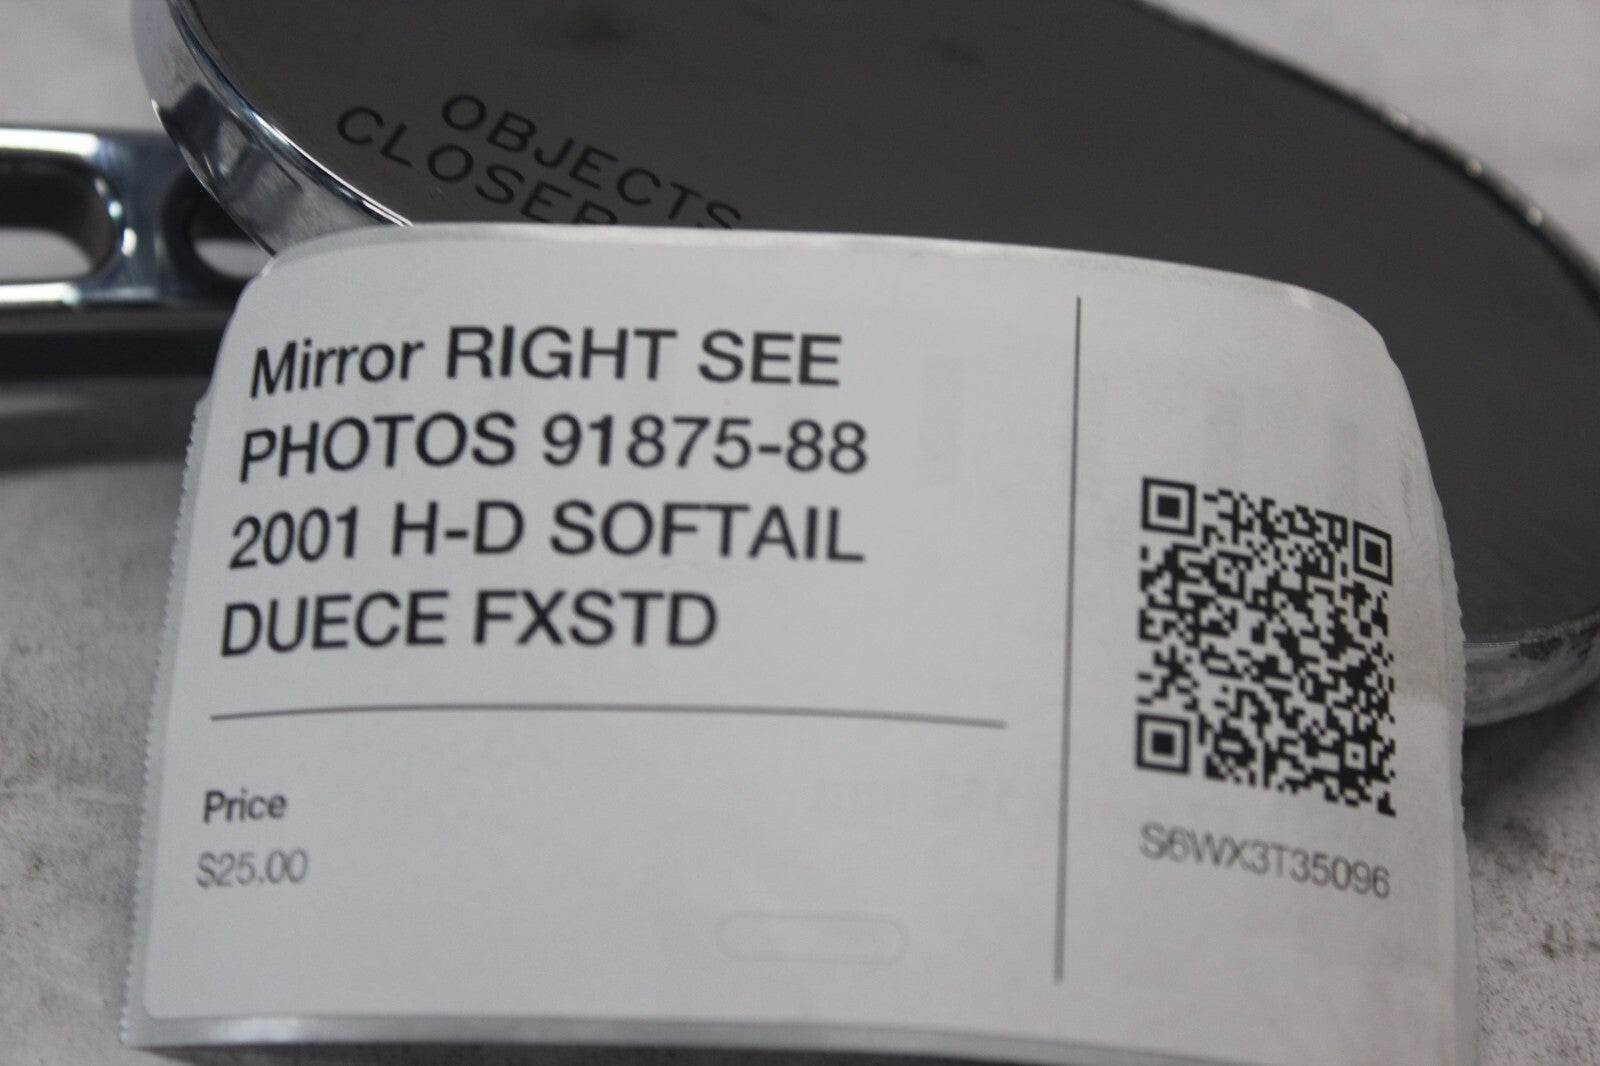 OBJECTS
CLOSER
Mirror RIGHT SEE
PHOTOS 91875-88
2001 H-D SOFTAIL
DUECE FXSTD
Price
$25.00
S6WX3T35096